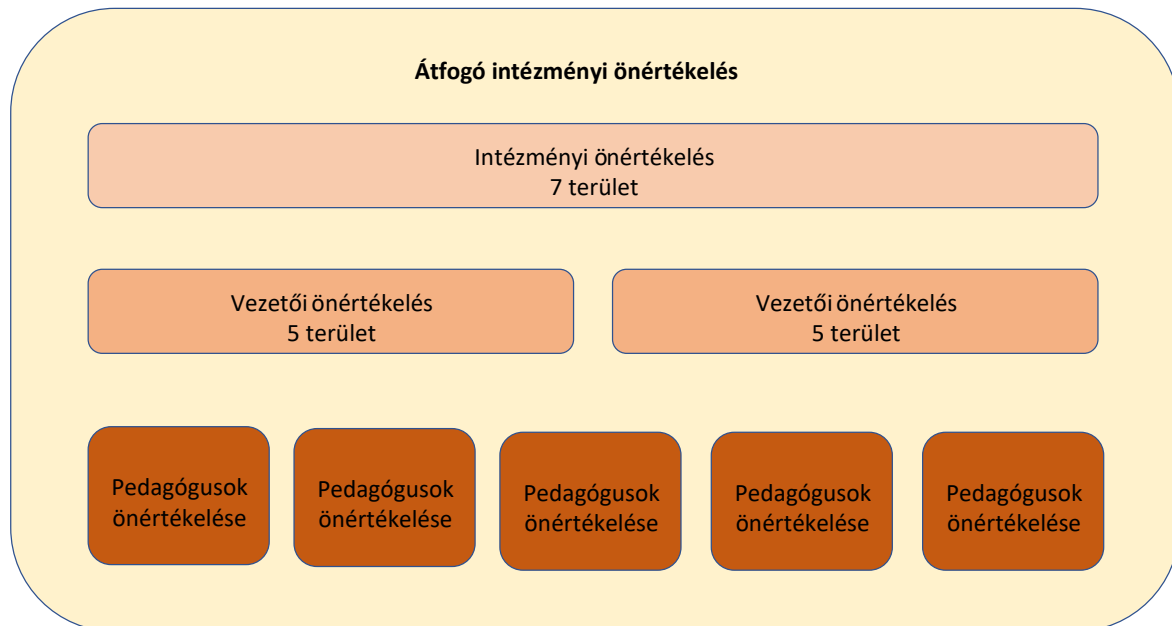 Átfogó intézményi önértékelés
Intézményi önértékelés
7 terület
Vezetői önértékelés
5 terület
Vezetői önértékelés
5 terület
Pedagógusok
önértékelése
Pedagógusok
önértékelése
Pedagógusok
önértékelése
Pedagógusok
önértékelése
Pedagógusok
önértékelése